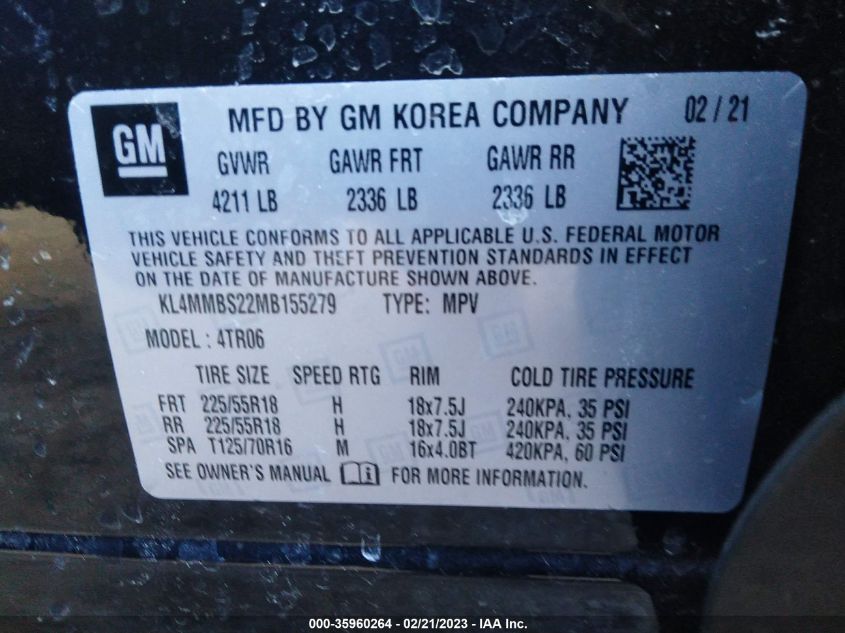 GM MFD BY GM KOREA COMPANY 02 / 21
GVWR GAWR FRT GAWR RR
4211 LB 2336 LB 2336 LB
THIS VEHICLE CONFORMS TO ALL APPLICABLE U.S. FEDERAL MOTOR
VEHICLE SAFETY AND THEFT PREVENTION STANDARDS IN EFFECT
ON THE DATE OF MANUFACTURE SHOWN ABOVE.
KL4MMBS22MB155279 TYPE: MPV
MODEL : 4TR06
TIRE SIZE SPEED RTG RIM COLD TIRE PRESSURE
FRT 225/55R18 H 18x7.5J 240KPA, 35 PSI
RR 225/55R18 H 18x7.5J 240KPA, 35 PSI
SPA T125/70R16 M 16x4.0BT 420KPA, 60 PSI
SEE OWNER'S MANUAL FOR MORE INFORMATION.
000-35960264 / 02/21/2023 / IAA Inc.